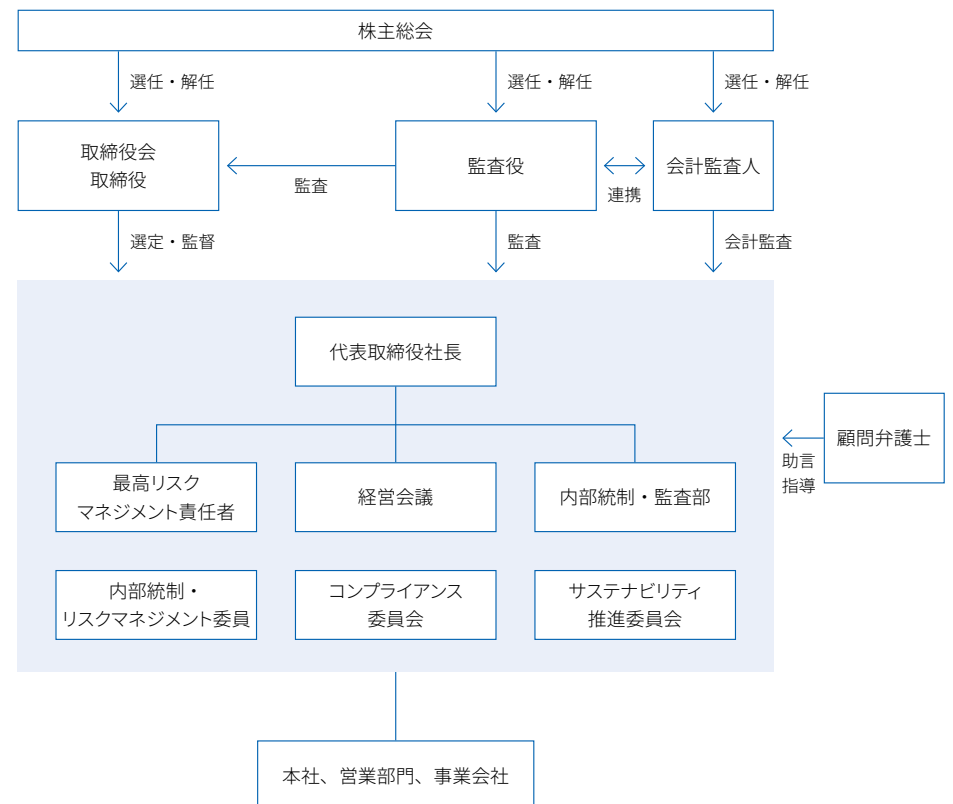 株主総会
選任・解任
選任・解任
選任・解任
取締役会
取締役
監査
監査役
連携
会計監査人
選定・監督
監査
会計監査
代表取締役社長
顧問弁護士
助言
指導
最高リスク
マネジメント責任者
経営会議
内部統制・監査部
内部統制・
リスクマネジメント委員
コンプライアンス
委員会
サステナビリティ
推進委員会
本社、営業部門、事業会社